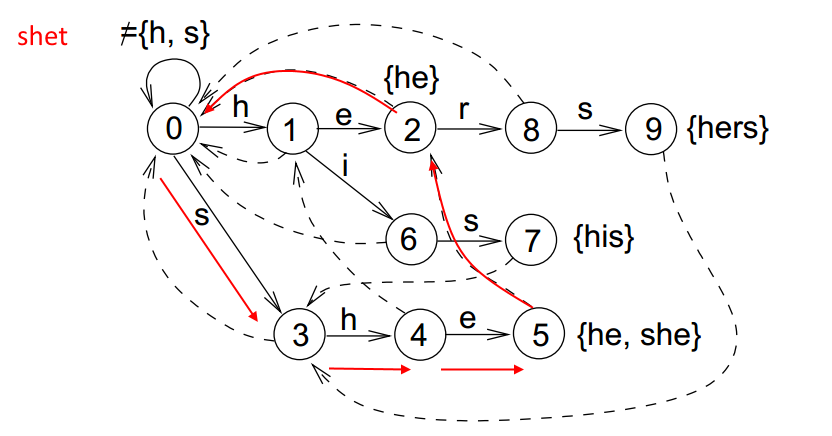 shet
≠{h, s}
{he}
0 h 1 e 2 r 8 s 9 {hers}
i
s
6 s 7 {his}
3 h 4 e 5 {he, she}